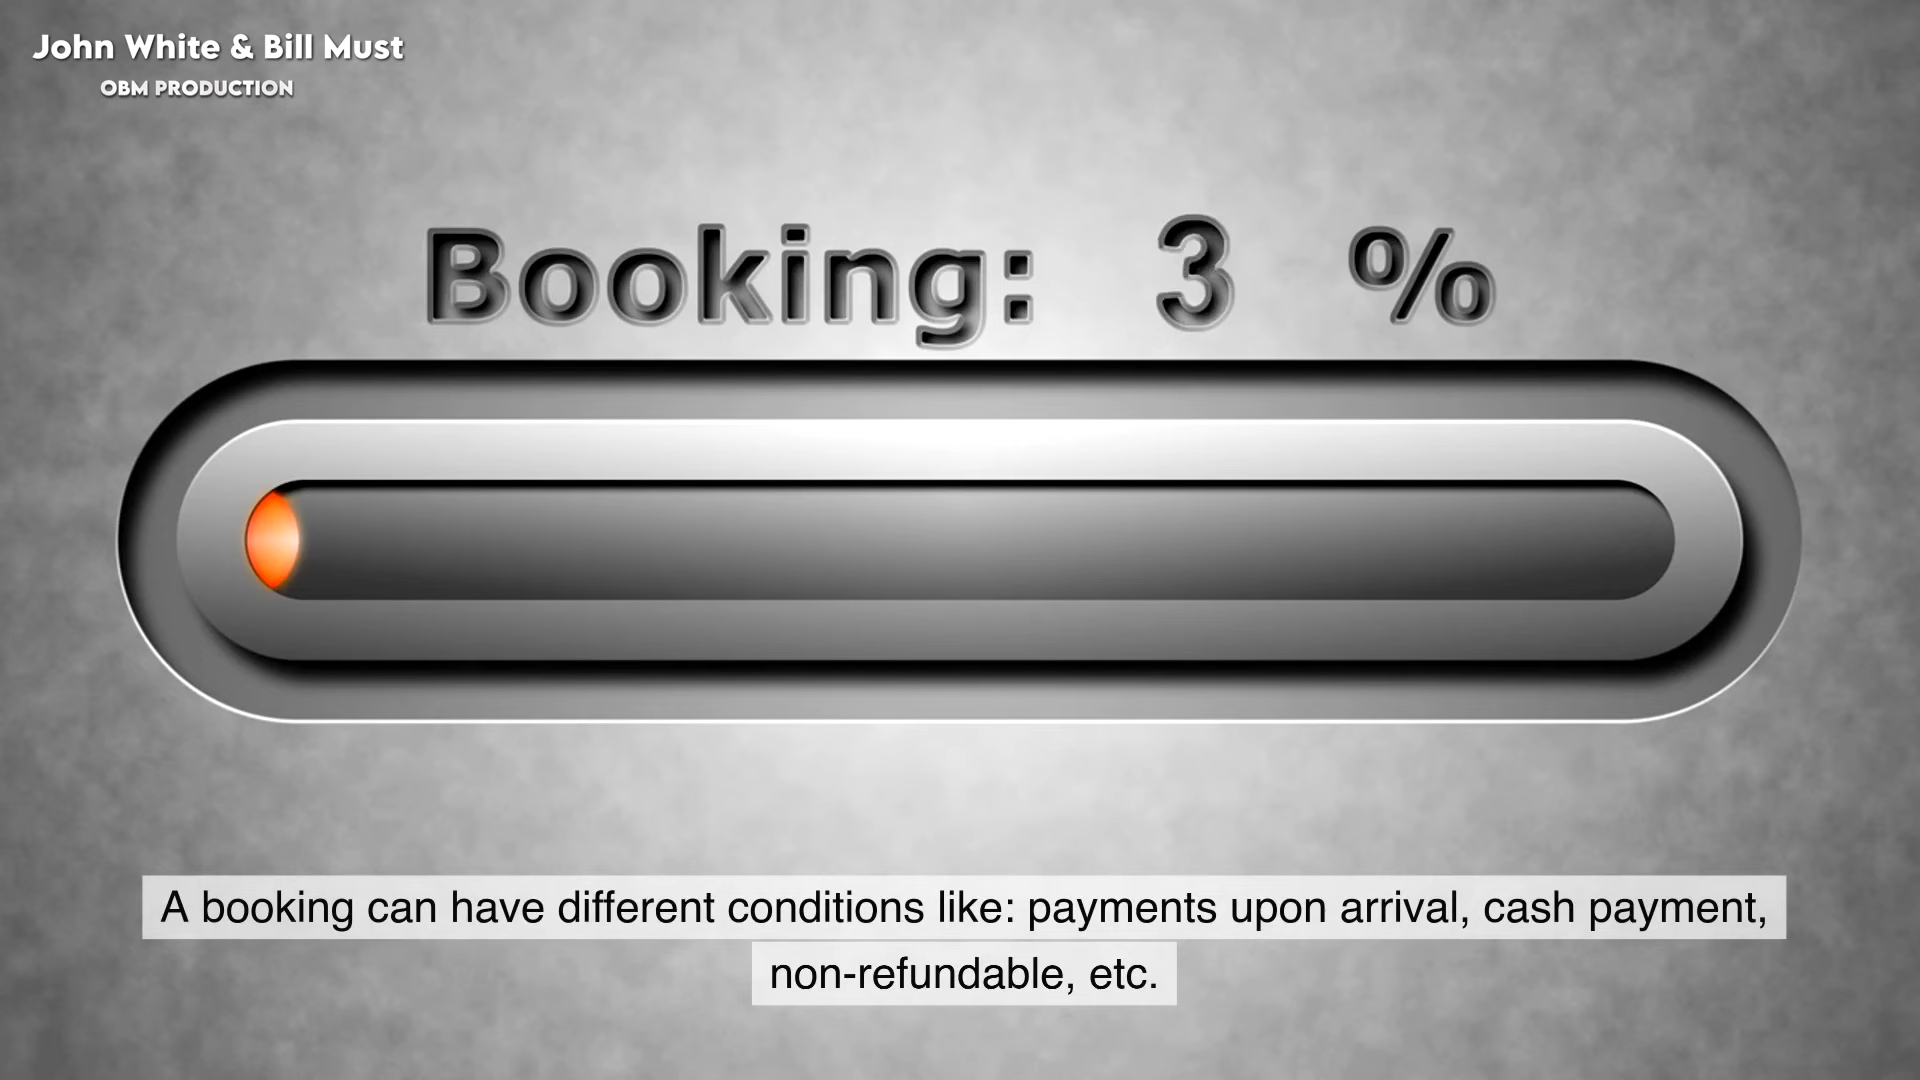 John White & Bill Must
OBM PRODUCTION
Booking: 3 %
A booking can have different conditions like: payments upon arrival, cash payment,
non-refundable, etc.